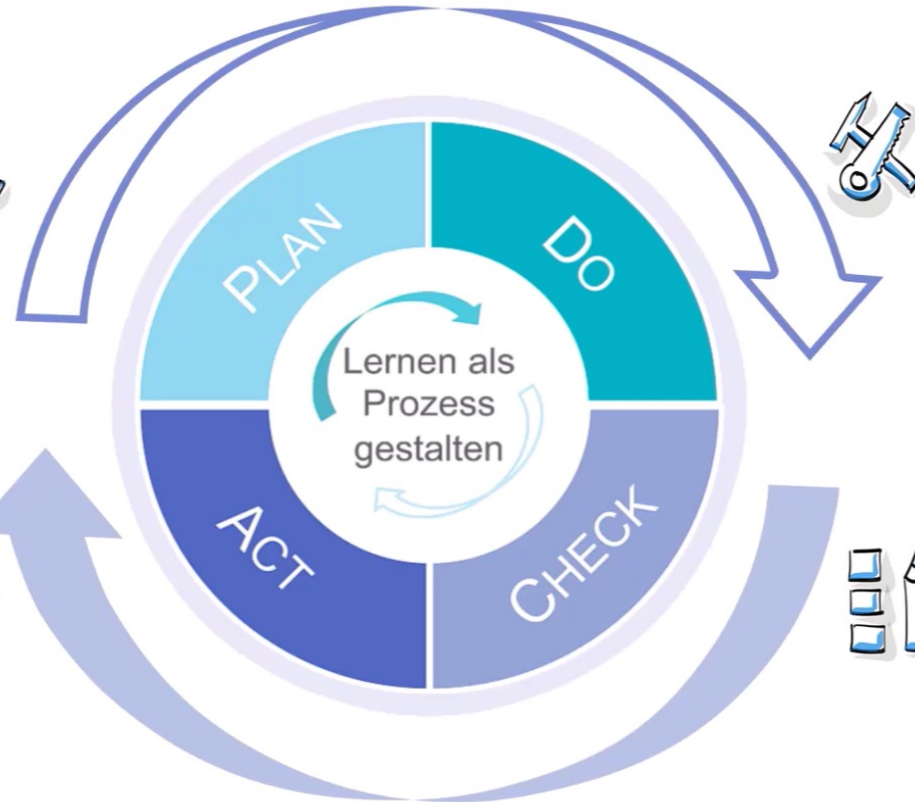 PLAN
DO
Lernen als
Prozess
gestalten
ACT
CHECK